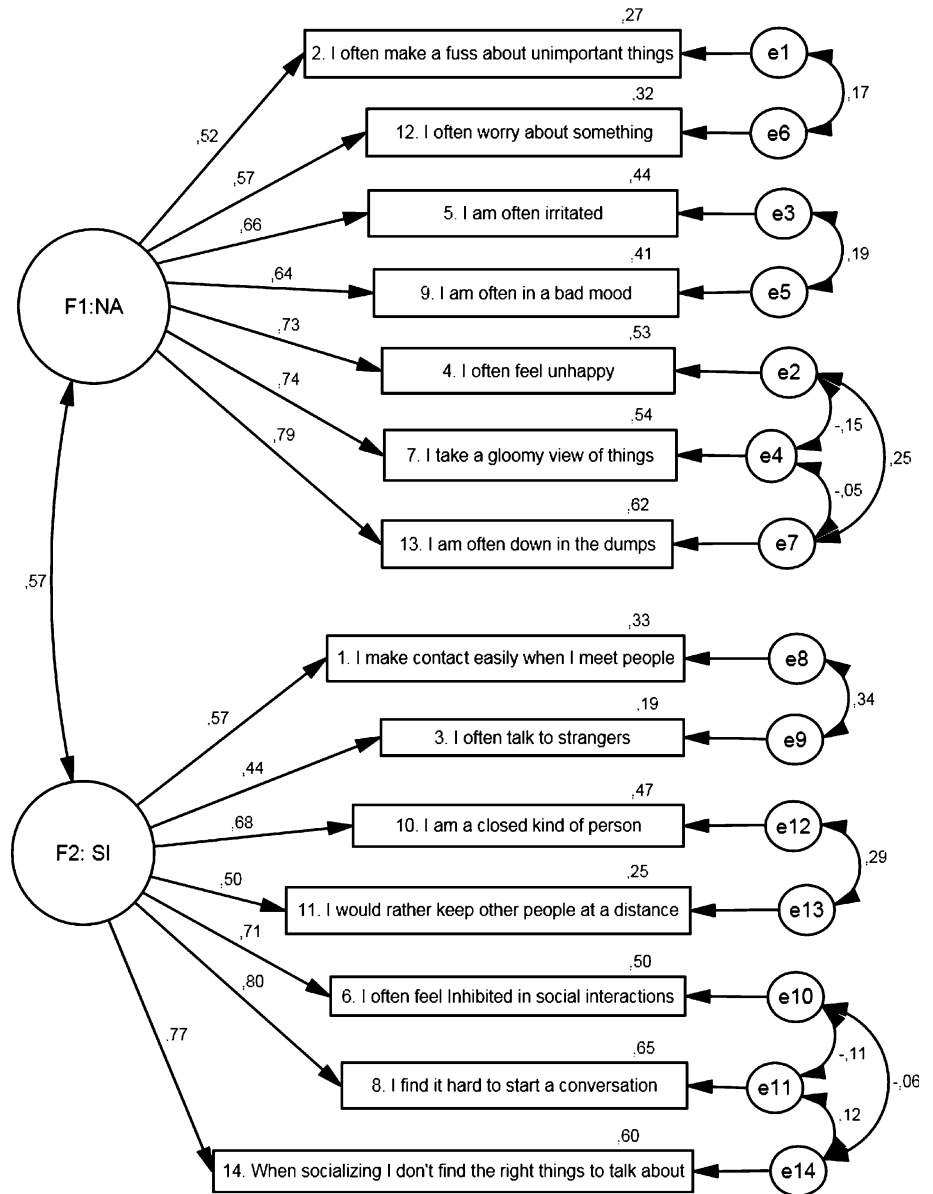 ,27
2. I often make a fuss about unimportant things
e1
,17
,52
,32
12. I often worry about something
e6
,57
,44
5. I am often irritated
e3
,19
,66
,41
9. I am often in a bad mood
e5
,64
F1:NA
,53
4. I often feel unhappy
e2
,73
-,15
,25
,54
7. I take a gloomy view of things
e4
,74
-,05
,62
13. I am often down in the dumps
e7
,79
,57
,33
1. I make contact easily when I meet people
e8
,34
,57
,19
3. I often talk to strangers
e9
,44
,47
10. I am a closed kind of person
e12
,29
,68
F2: SI
,25
11. I would rather keep other people at a distance
e13
,50
,71
,50
6. I often feel Inhibited in social interactions
e10
,80
-,11
-,06
,65
8. I find it hard to start a conversation
e11
,77
,12
,60
14. When socializing I don't find the right things to talk about
e14